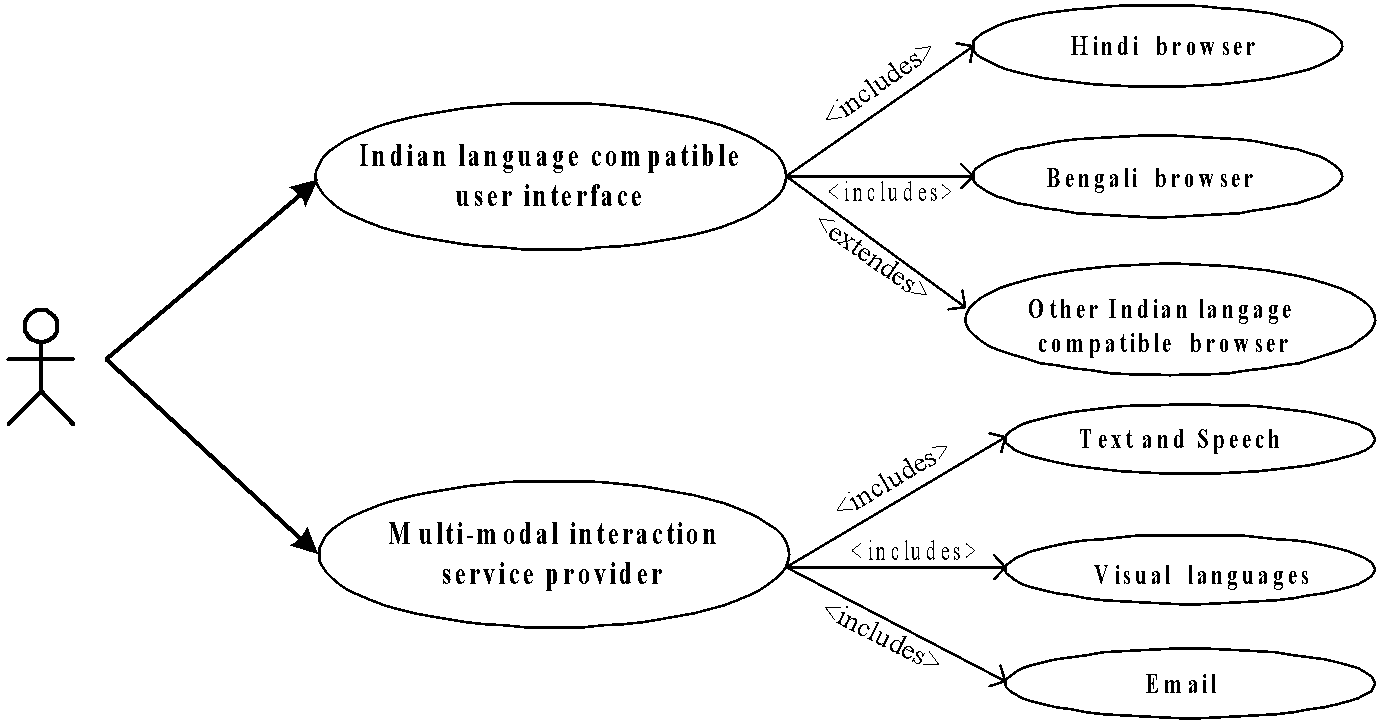 <includes>
Hindi browser
Indian language compatible
user interface
<includes>
Bengali browser
<extendes>
Other Indian langage
compatible browser
<includes>
Text and Speech
Multi-modal interaction
service provider
<includes>
Visual languages
<includes>
Email